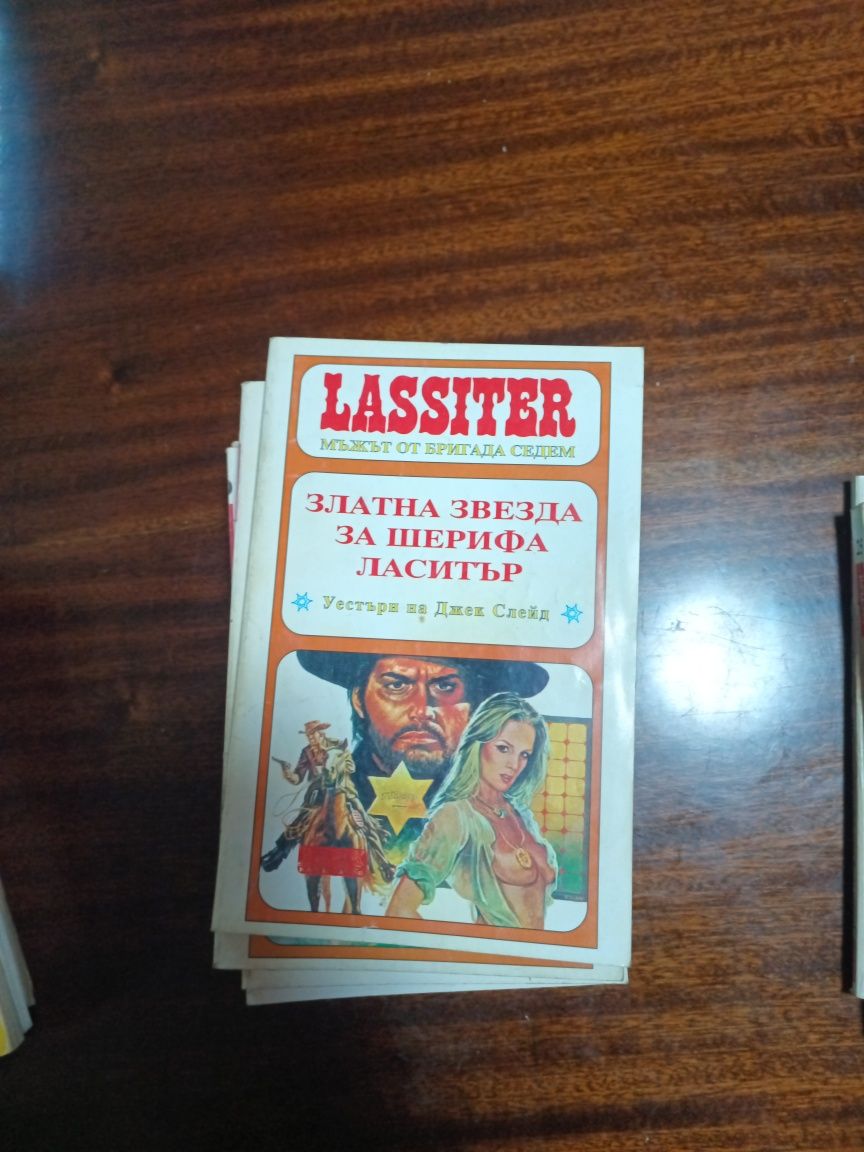 LASSITER
МЪЖЪТ ОТ БРИГАДА СЕДЕМ
ЗЛАТНА ЗВЕЗДА
ЗА ШЕРИФА
ЛАСИТЪР
Уестърн на Джек Слейд